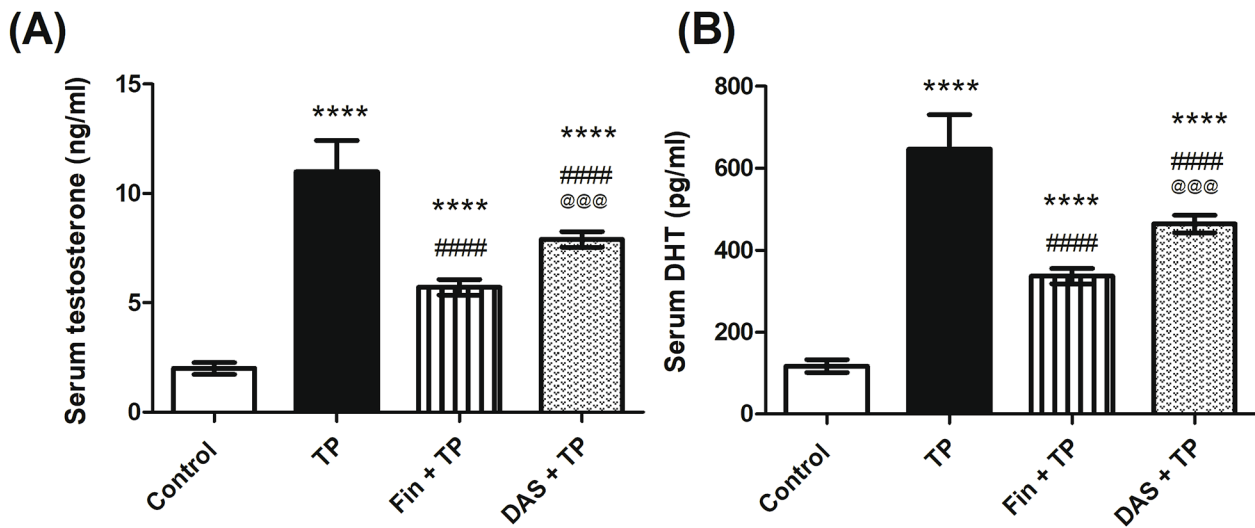 (A)
Serum testosterone (ng/ml)
15
10
5
0
****
****
####
****
####
@@@
Control
TP
Fin + TP
DAS + TP
(B)
Serum DHT (pg/ml)
800
600
400
200
0
****
****
####
****
####
@@@
Control
TP
Fin + TP
DAS + TP